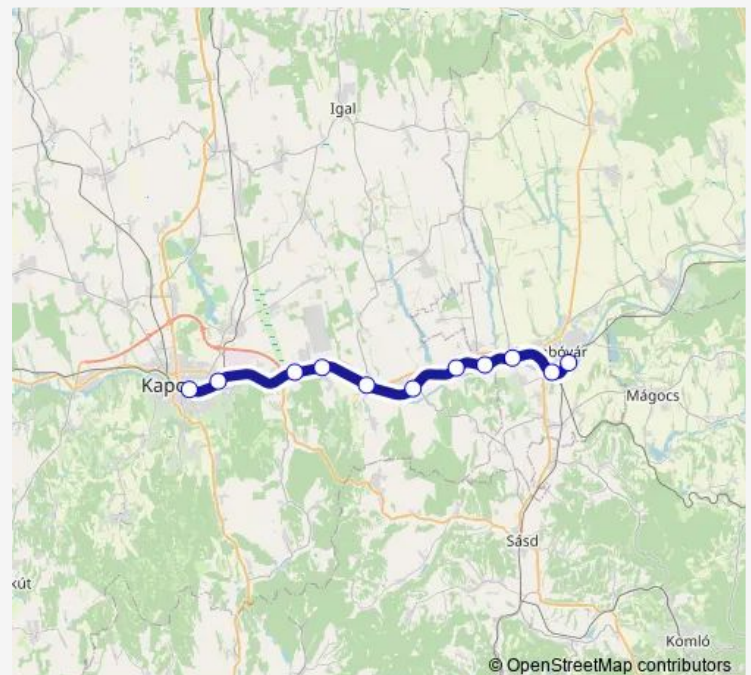 Igal
Kapo
bóvár
Mágocs
Sásd
kút
Komló
© OpenStreetMap contributors